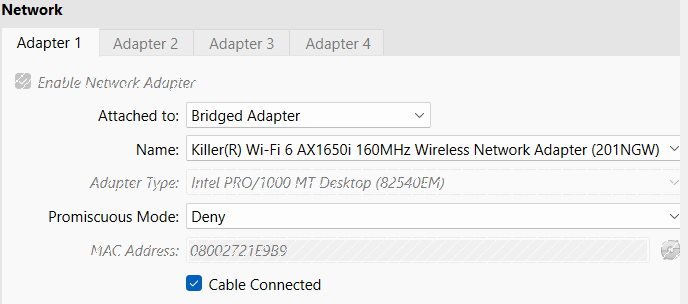 Network
Adapter 1 Adapter 2 Adapter 3 Adapter 4
Enable Network Adapter
Attached to: Bridged Adapter
Name: Killer(R) Wi-Fi 6 AX1650i 160MHz Wireless Network Adapter (201NGW)
Adapter Type: Intel PRO/1000 MT Desktop (82540EM)
Promiscuous Mode: Deny
MAC Address: 08002721E9B9
Cable Connected